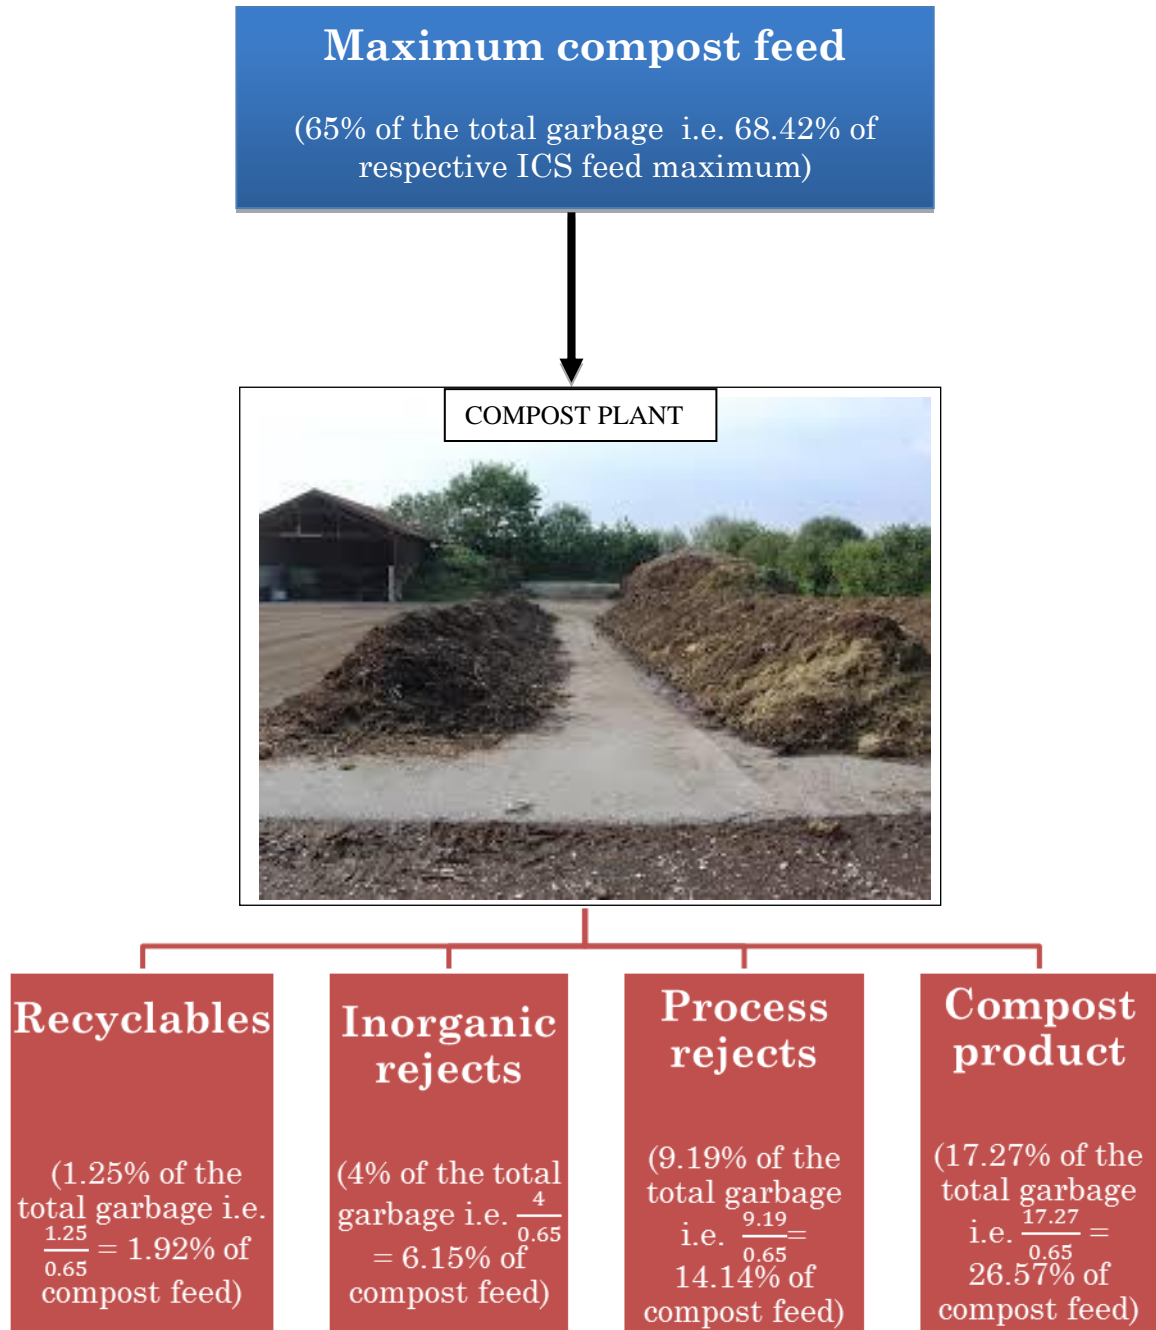 Maximum compost feed
(65% of the total garbage i.e. 68.42% of
respective ICS feed maximum)
COMPOST PLANT
Recyclables
(1.25% of the
total garbage i.e.
1.25/0.65 = 1.92% of
compost feed)
Inorganic
rejects
(4% of the total
garbage i.e. 4/0.65
= 6.15% of
compost feed)
Process
rejects
(9.19% of the
total garbage
i.e. 9.19/0.65=
14.14% of
compost feed)
Compost
product
(17.27% of the
total garbage
i.e. 17.27/0.65 =
26.57% of
compost feed)